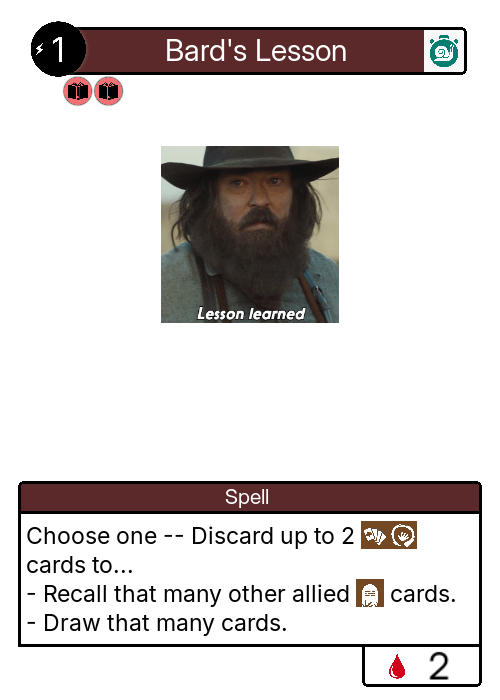 1
Bard's Lesson
Lesson learned
Spell
Choose one -- Discard up to 2
cards to...
- Recall that many other allied cards.
- Draw that many cards.
2